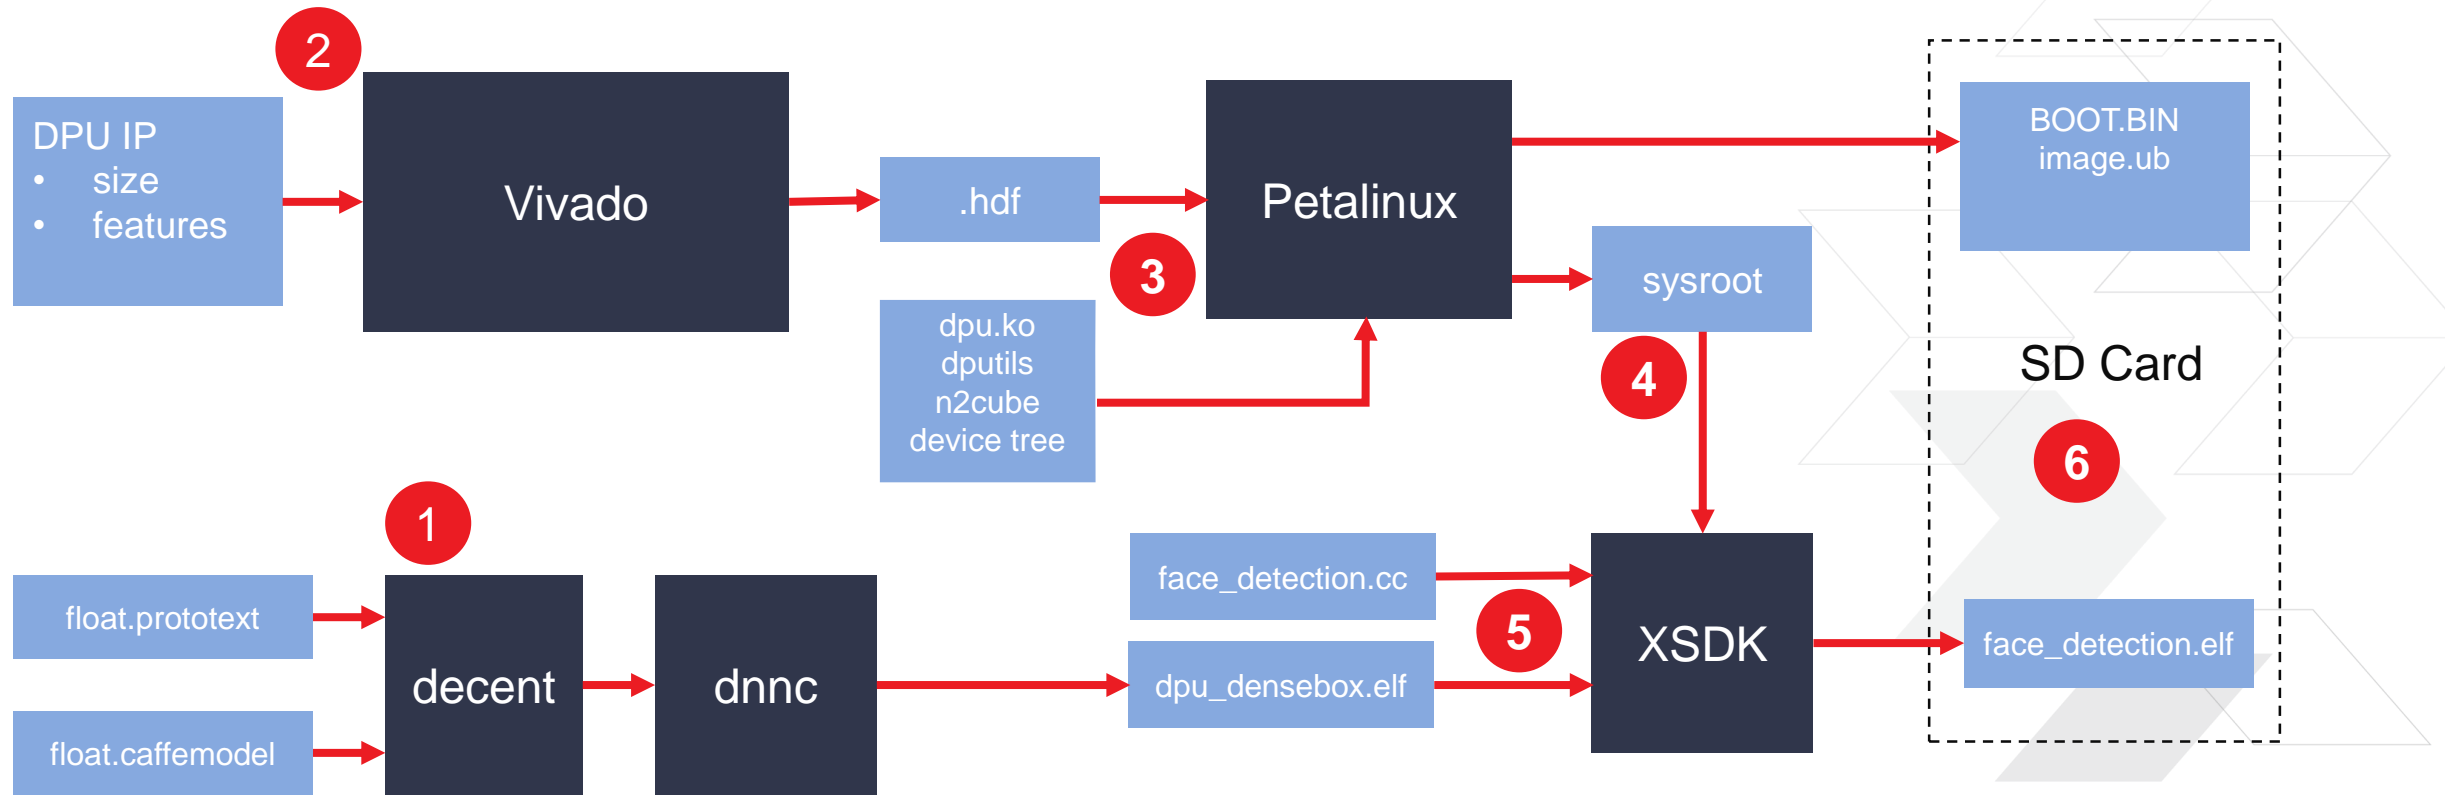 2
DPU IP
• size
• features
Vivado
.hdf
3
dpu.ko
dputils
n2cube
device tree
Petalinux
sysroot
4
BOOT.BIN
image.ub
SD Card
6
1
float.prototext
float.caffemodel
decent
dnnc
face_detection.cc
dpu_densebox.elf
5
XSDK
face_detection.elf